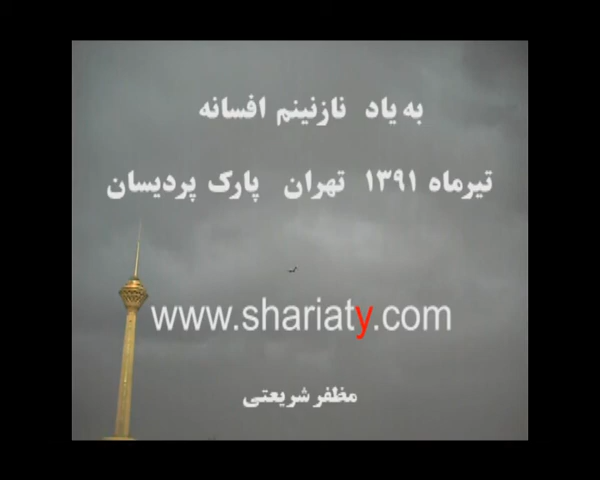 به یاد نازنینم افسانه
تیرماه ۱۳۹۱ تهران پارک پردیسان
www.shariaty.com
مظفر شریعتی